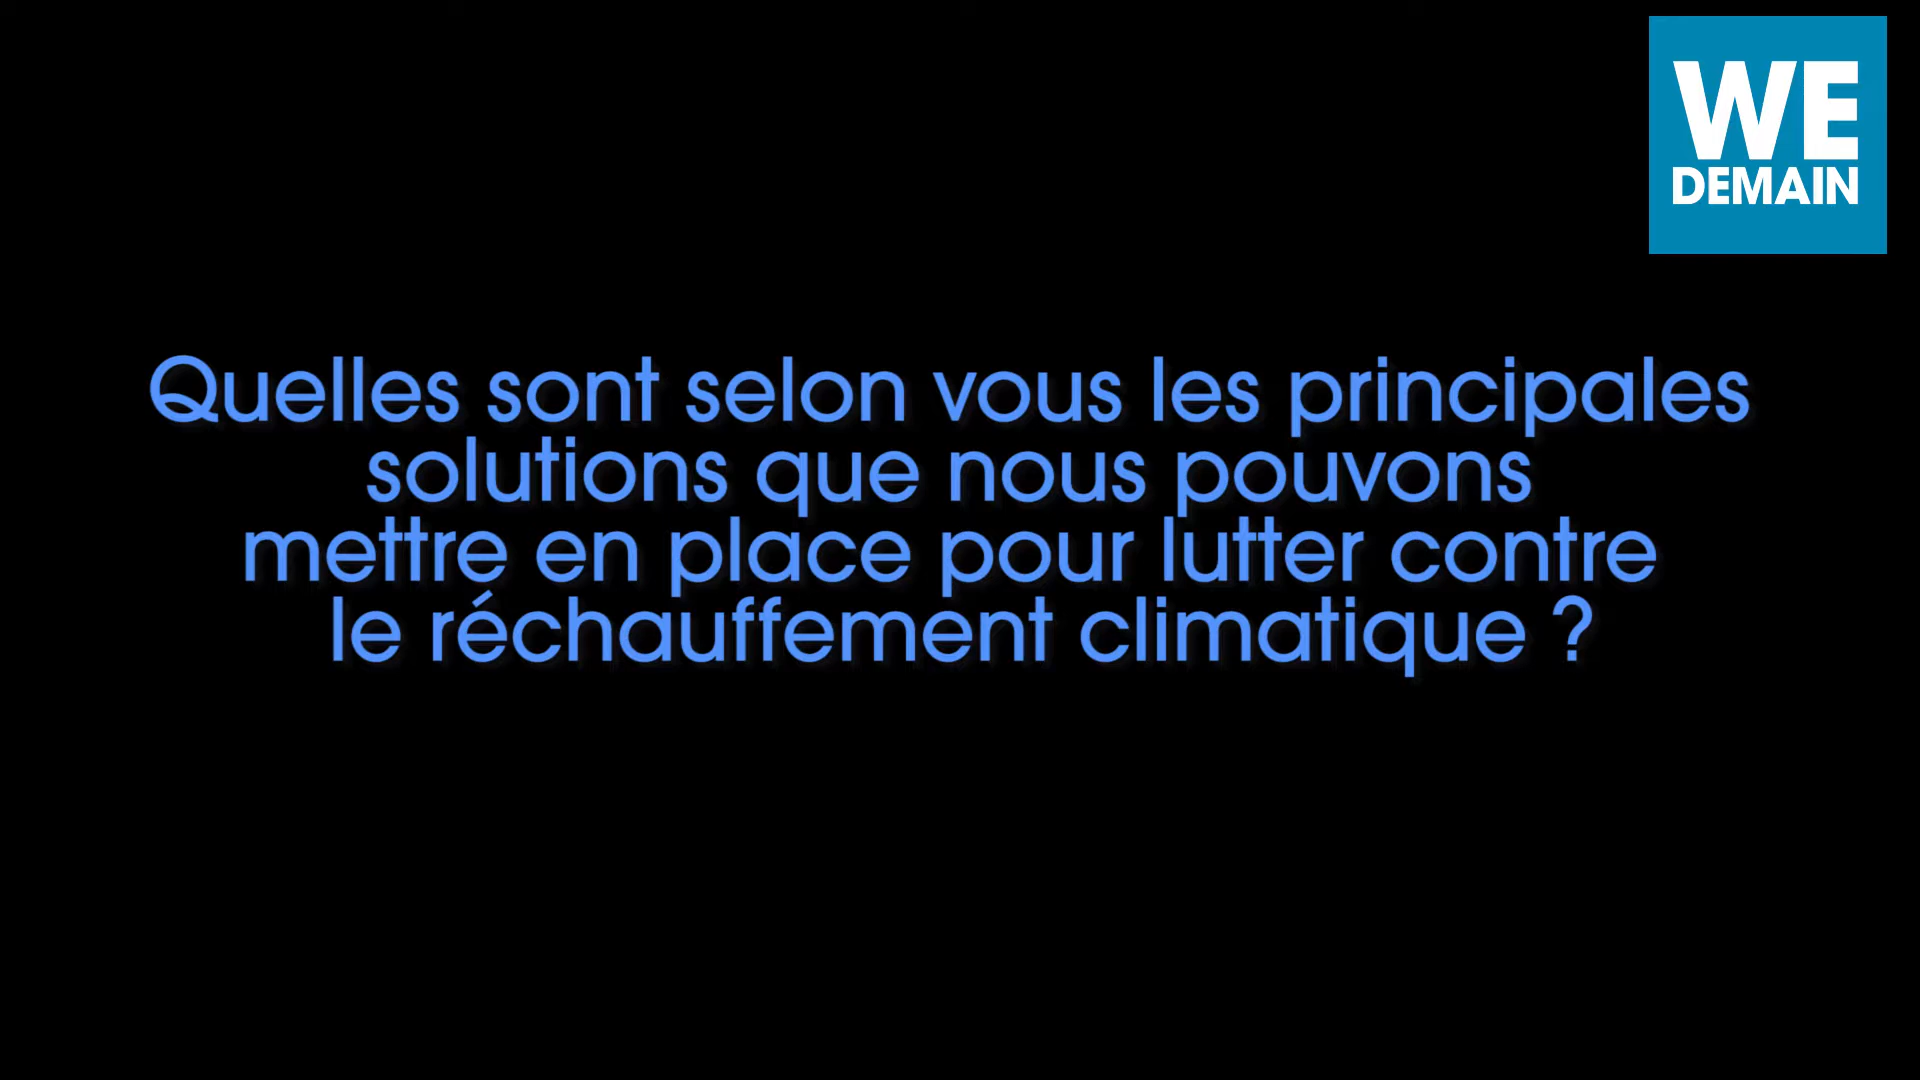 WE
DEMAIN
Quelles sont selon vous les principales
solutions que nous pouvons
mettre en place pour lutter contre
le réchauffement climatique ?